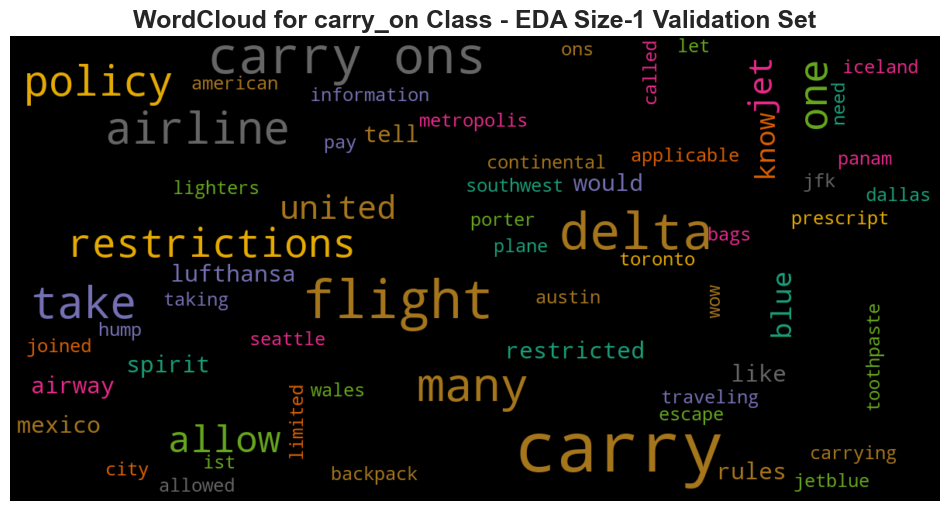 WordCloud for carry_on Class - EDA Size-1 Validation Set
carry ons
ons
called
let
policy
american
jet
one
iceland
information
need
airline
metropolis
know
pay
tell
continental
applicable
panam
lighters
southwest
would
jfk
dallas
united
porter
delta
bags
prescript
restrictions
plane
toronto
lufthansa
take
taking
flight
austin
wow
blue
hump
joined
seattle
restricted
toothpaste
spirit
airway
many
like
limited
wales
traveling
escape
mexico
allow
carry
city
ist
backpack
rules
carrying
allowed
jetblue